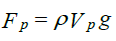 F_p = ρV_p g